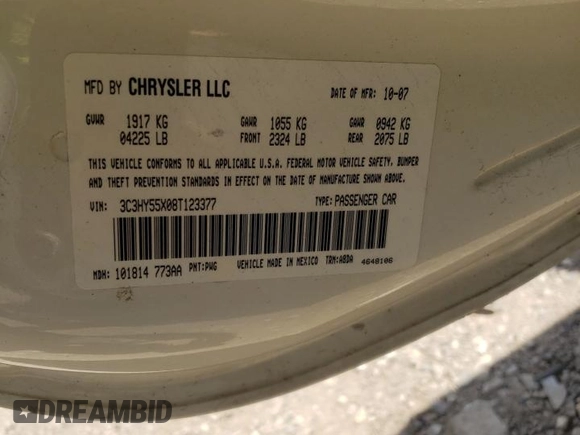 MFD BY CHRYSLER LLC DATE OF MFR: 10-07
GVWR 1917 KG GAWR 1055 KG GAWR 0942 KG
04225 LB FRONT 2324 LB REAR 2075 LB
THIS VEHICLE CONFORMS TO ALL APPLICABLE U.S.A. FEDERAL MOTOR VEHICLE SAFETY, BUMPER
AND THEFT PREVENTION STANDARDS IN EFFECT ON THE DATE OF MANUFACTURE SHOWN ABOVE.
VIN: 3C3HY55X08T123377 TYPE: PASSENGER CAR
MDH: 101814 773AA PNT: PWG VEHICLE MADE IN MEXICO TRM: A8DA 4648106
DREAMBID